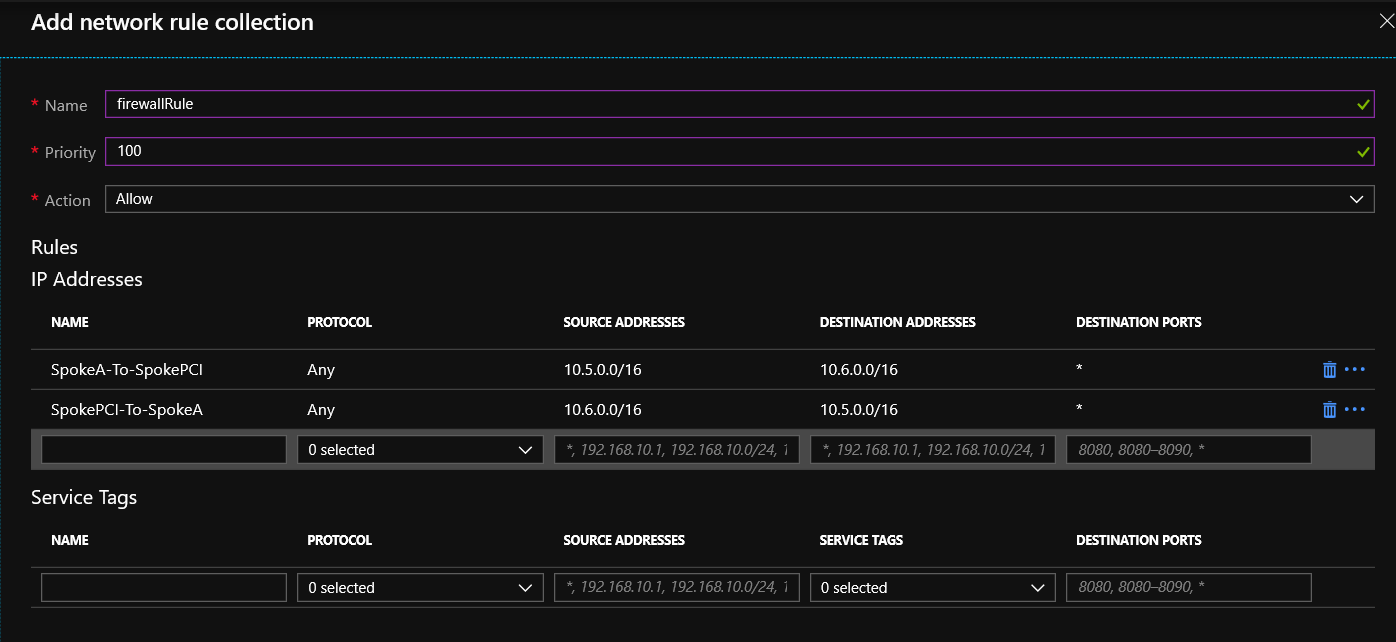 Add network rule collection
* Name firewallRule
* Priority 100
* Action Allow
Rules
IP Addresses
NAME PROTOCOL SOURCE ADDRESSES DESTINATION ADDRESSES DESTINATION PORTS
SpokeA-To-SpokePCI Any 10.5.0.0/16 10.6.0.0/16 *
SpokePCI-To-SpokeA Any 10.6.0.0/16 10.5.0.0/16 *
0 selected *, 192.168.10.1, 192.168.10.0/24, 1 *, 192.168.10.1, 192.168.10.0/24, 1 8080, 8080–8090, *
Service Tags
NAME PROTOCOL SOURCE ADDRESSES SERVICE TAGS DESTINATION PORTS
0 selected *, 192.168.10.1, 192.168.10.0/24, 1 0 selected 8080, 8080–8090, *